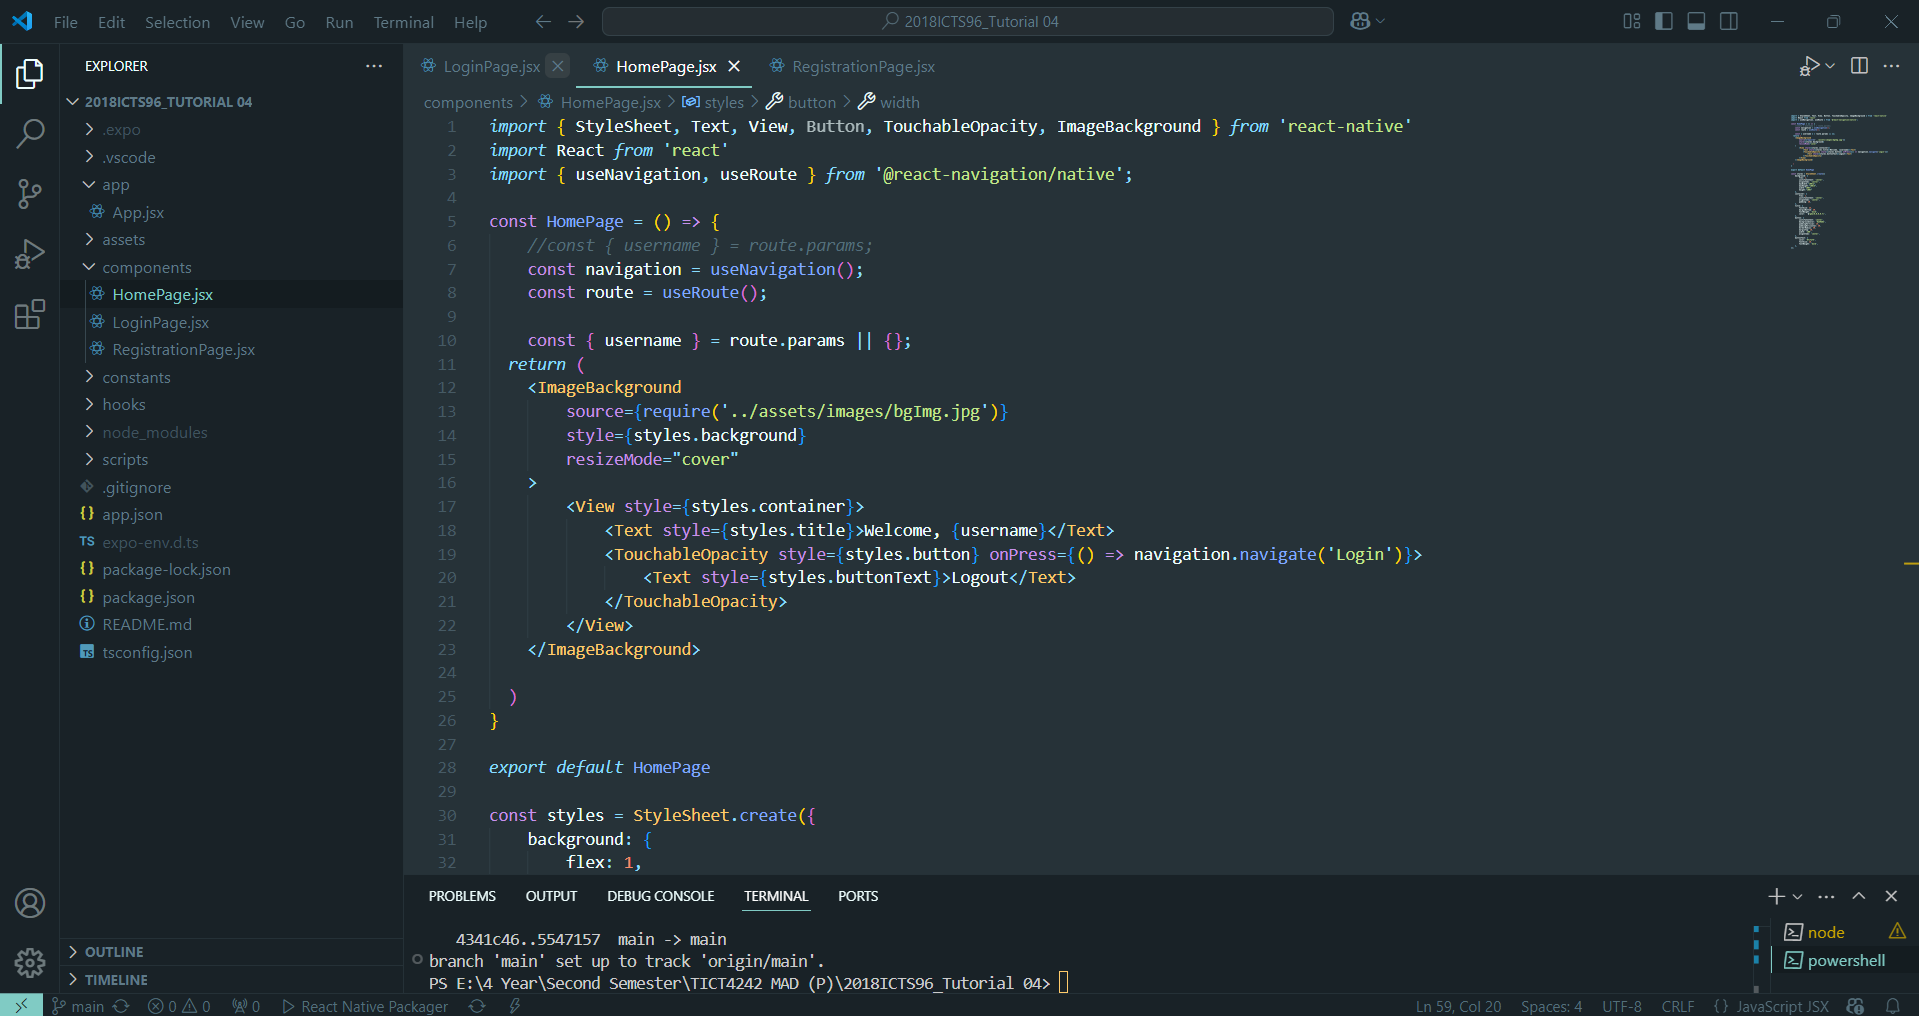 File Edit Selection View Go Run Terminal Help
2018ICTS96_Tutorial 04
EXPLORER
2018ICTS96_TUTORIAL 04
.expo
.vscode
app
App.jsx
assets
components
HomePage.jsx
LoginPage.jsx
RegistrationPage.jsx
constants
hooks
node_modules
scripts
.gitignore
{} app.json
TS expo-env.d.ts
{} package-lock.json
{} package.json
README.md
TS tsconfig.json
OUTLINE
TIMELINE
LoginPage.jsx HomePage.jsx RegistrationPage.jsx
components > HomePage.jsx > styles > button > width
1 import { StyleSheet, Text, View, Button, TouchableOpacity, ImageBackground } from 'react-native'
2 import React from 'react'
3 import { useNavigation, useRoute } from '@react-navigation/native';
4
5 const HomePage = () => {
6 //const { username } = route.params;
7 const navigation = useNavigation();
8 const route = useRoute();
9
10 const { username } = route.params || {};
11 return (
12 <ImageBackground
13 source={require('../assets/images/bgImg.jpg')}
14 style={styles.background}
15 resizeMode="cover"
16 >
17 <View style={styles.container}>
18 <Text style={styles.title}>Welcome, {username}</Text>
19 <TouchableOpacity style={styles.button} onPress={() => navigation.navigate('Login')}>
20 <Text style={styles.buttonText}>Logout</Text>
21 </TouchableOpacity>
22 </View>
23 </ImageBackground>
24
25 )
26 }
27
28 export default HomePage
29
30 const styles = StyleSheet.create({
31 background: {
32 flex: 1,
PROBLEMS OUTPUT DEBUG CONSOLE TERMINAL PORTS
4341c46..5547157 main -> main
branch 'main' set up to track 'origin/main'.
PS E:\4 Year\Second Semester\TICT4242 MAD (P)\2018ICTS96_Tutorial 04>
node
powershell
main 0 0 0 React Native Packager Ln 59, Col 20 Spaces: 4 UTF-8 CRLF {} JavaScript JSX